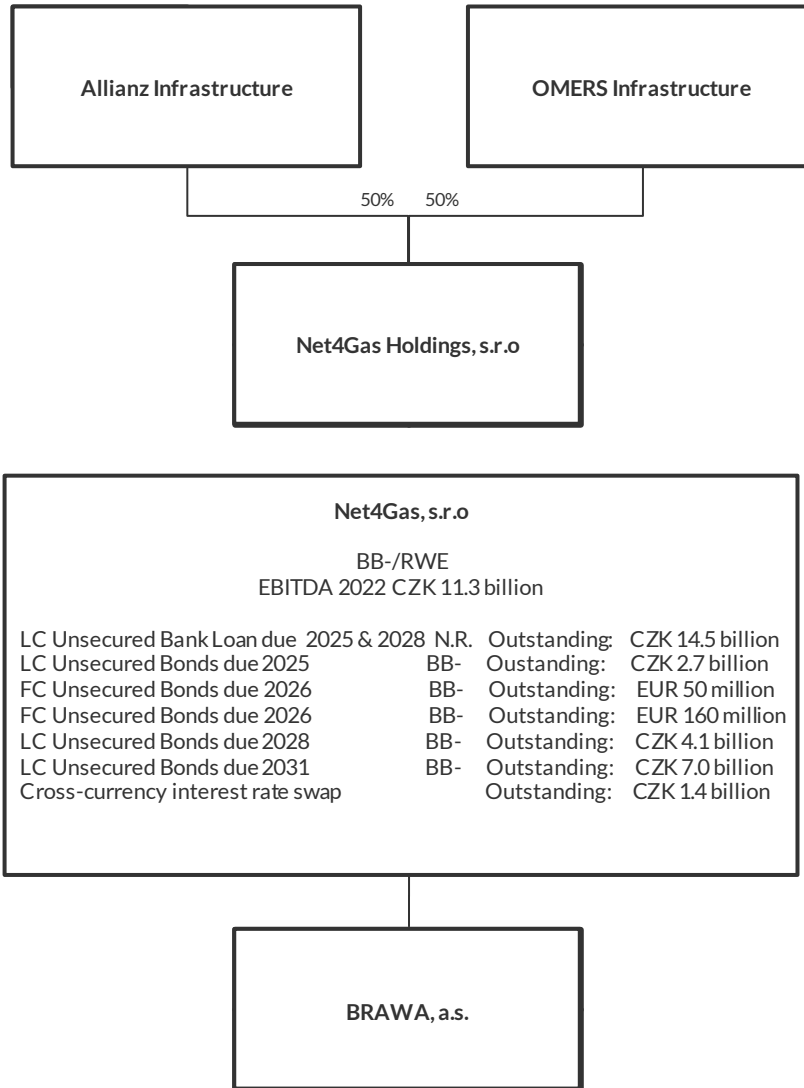 Allianz Infrastructure
OMERS Infrastructure
50% 50%
Net4Gas Holdings, s.r.o
Net4Gas, s.r.o
BB-/RWE
EBITDA 2022 CZK 11.3 billion
LC Unsecured Bank Loan due 2025 & 2028 N.R. Outstanding: CZK 14.5 billion
LC Unsecured Bonds due 2025 BB- Oustanding: CZK 2.7 billion
FC Unsecured Bonds due 2026 BB- Outstanding: EUR 50 million
FC Unsecured Bonds due 2026 BB- Outstanding: EUR 160 million
LC Unsecured Bonds due 2028 BB- Outstanding: CZK 4.1 billion
LC Unsecured Bonds due 2031 BB- Outstanding: CZK 7.0 billion
Cross-currency interest rate swap Outstanding: CZK 1.4 billion
BRAWA, a.s.